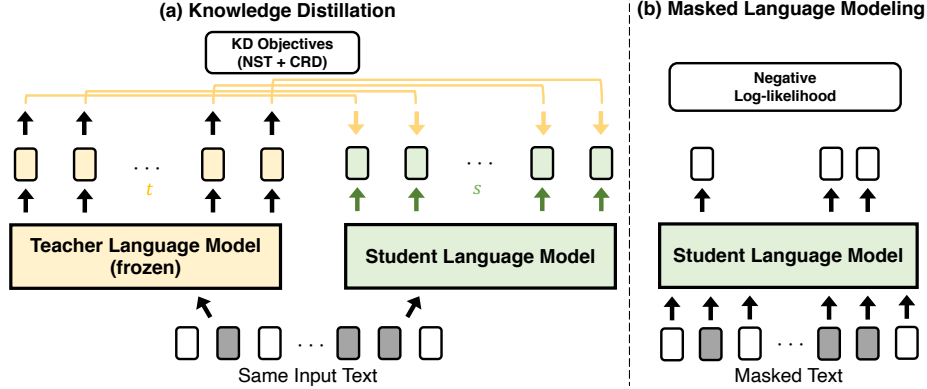 (a) Knowledge Distillation
KD Objectives
(NST + CRD)
. . .
t
. . .
s
Teacher Language Model
(frozen)
Student Language Model
. . .
Same Input Text
(b) Masked Language Modeling
Negative
Log-likelihood
Student Language Model
. . .
Masked Text